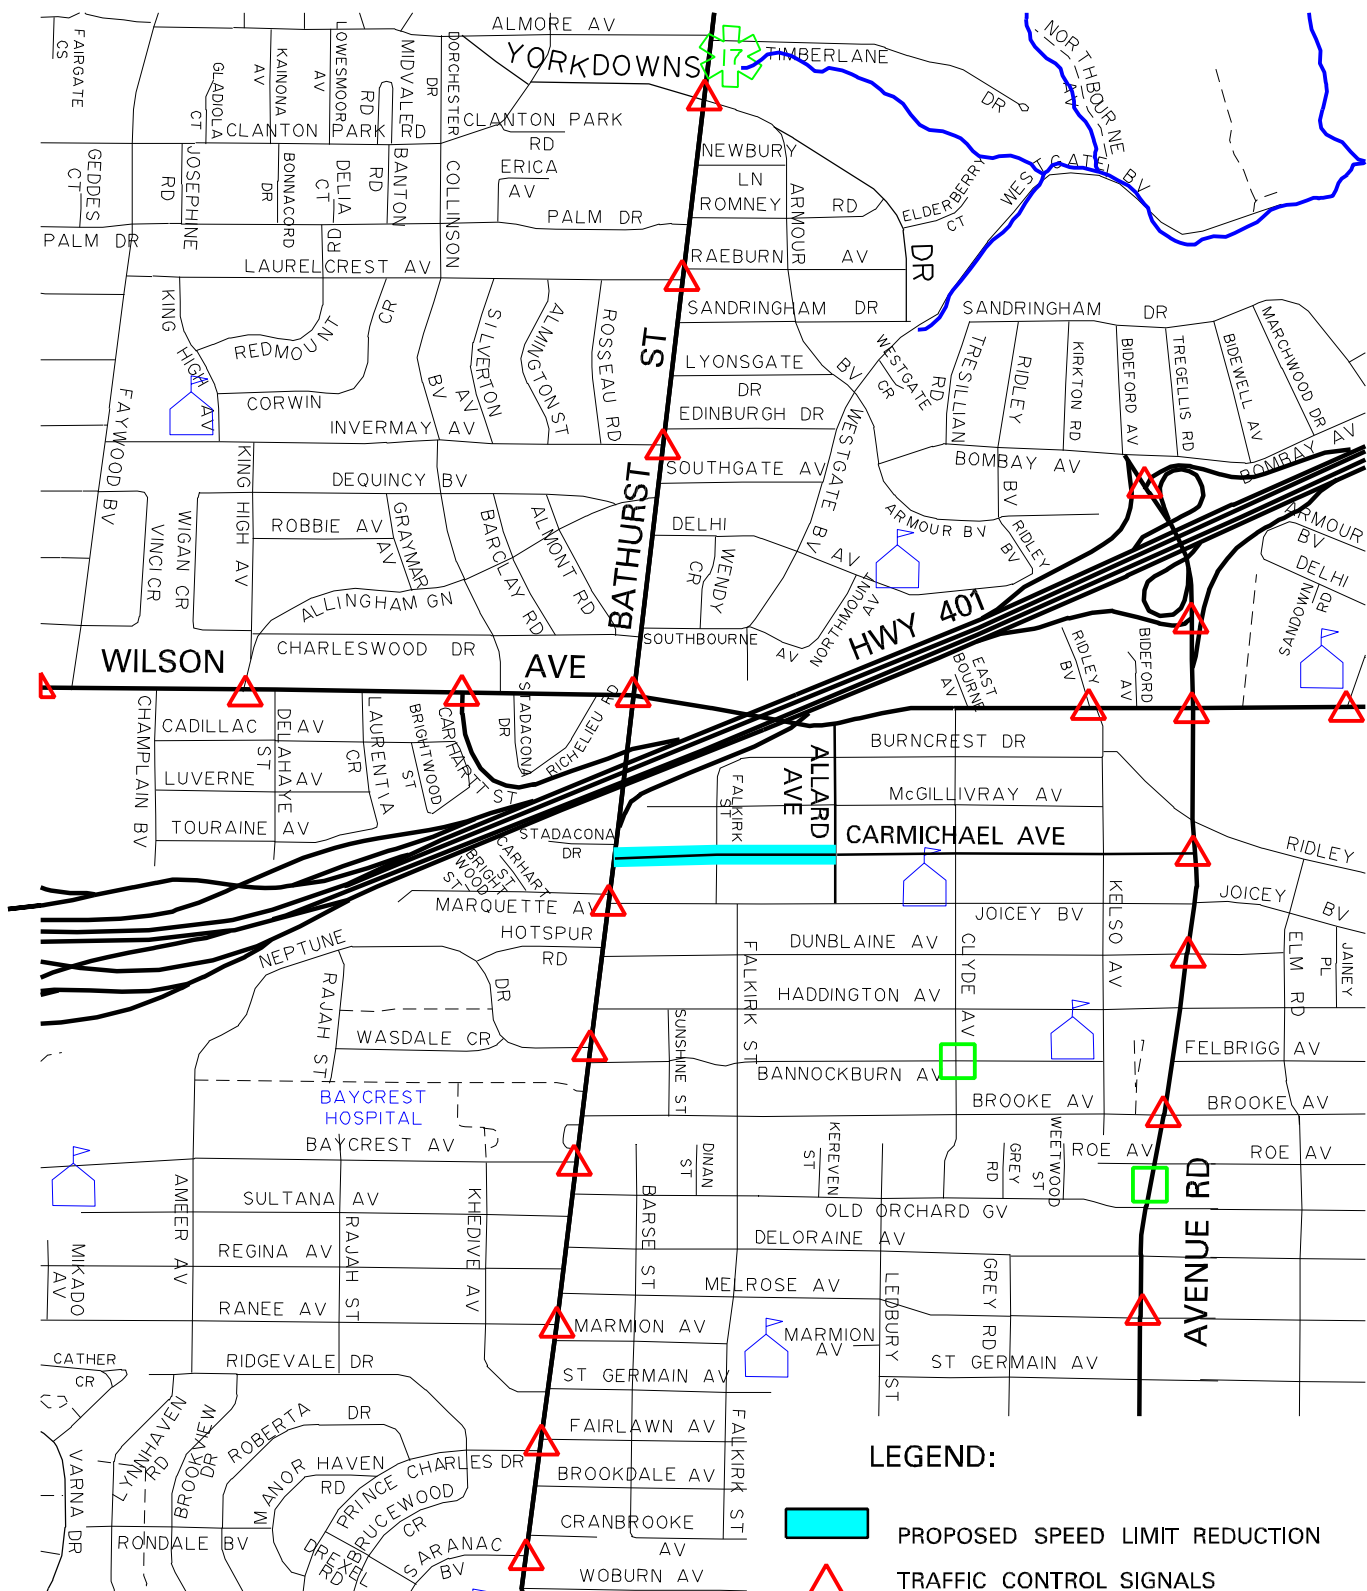 ALMORE AV
YORKDOWNS
17
TIMBERLANE
DR
NORTHBOURNE
AV
FAIRGATE
CS
GLADIOLA
CT
KAINONA
AV
LOWESMOOR
AV
MIDVALE
RD
DR
DORCHESTER
CLANTON PARK RD
CLANTON PARK
RD
GEDDES
CT
JOSEPHINE
RD
BONNACORD
DR
DELIA
CT
RD
BANTON
RD
COLLINSON
ERICA
AV
NEWBURY
LN
ROMNEY RD
ARMOUR
ELDERBERRY
CT
WESTGATE BV
PALM DR
PALM DR
LAURELCREST AV
RAEBURN AV
DR
KING
HIGH
AV
REDMOUNT
CR
SILVERTON
AV
BV
ALMINGTON ST
ROSSEAU RD
ST
SANDRINGHAM DR
SANDRINGHAM DR
LYONSGATE
DR
BV
WESTGATE
CR
TRESILLIAN
RD
RIDLEY
KIRKTON RD
BIDEFORD AV
TREGELLIS RD
BIDEWELL AV
MARCHWOOD DR
CORWIN
INVERMAY AV
EDINBURGH DR
FAYWOOD BV
KING HIGH AV
DEQUINCY BV
BATHURST
SOUTHGATE AV
WESTGATE BV
BOMBAY AV
BV
BOMBAY AV
VINCI CR
WIGAN CR
ROBBIE AV
GRAYMAR
AV
BARCLAY RD
ALMONT RD
DELHI
AV
WENDY
CR
ARMOUR BV
RIDLEY
BV
ARMOUR
BV
DELHI
RD
SANDOWN
ALLINGHAM GN
CHARLESWOOD DR
SOUTHBOURNE
AV
NORTHMOUNT
AV
HWY 401
EAST
BOURNE
AV
RIDLEY
BV
BIDEFORD
AV
WILSON AVE
CHAMPLAIN BV
CADILLAC AV
DELAHAYE
ST
LAURENTIA
CR
BRIGHTWOOD
ST
CARHARTT ST
STADACONA
DR
RICHELIEU RD
LUVERNE AV
TOURAINE AV
BURNCREST DR
ALLARD
AVE
FALKIRK
ST
McGILLIVRAY AV
STADACONA
DR
CARMICHAEL AVE
RIDLEY
CARHART
ST
BRIGHT
WOOD
ST
MARQUETTE AV
JOICEY BV
KELSO AV
JOICEY
BV
HOTSPUR
RD
NEPTUNE
DR
DUNBLAINE AV
CLYDE AV
ELM RD
JAINEY
PL
RAJAH ST
FALKIRK ST
HADDINGTON AV
WASDALE CR
SUNSHINE ST
FELBRIGG AV
BANNOCKBURN AV
BAYCREST
HOSPITAL
BROOKE AV
BROOKE AV
BAYCREST AV
DINAN
ST
KEREVEN
ST
GREY
RD
WEETWOOD
ST
ROE AV
ROE AV
AMEER AV
SULTANA AV
RAJAH ST
KHEDIVE AV
BARSE ST
OLD ORCHARD GV
AVENUE RD
MIKADO
AV
REGINA AV
DELORAINE AV
RANEE AV
MELROSE AV
LEDBURY ST
GREY RD
MARMION AV
MARMION
AV
CATHER
CR
RIDGEVALE DR
ST GERMAIN AV
ST GERMAIN AV
LYNNHAVEN
RD
BROOKVIEW
DR
ROBERTA DR
FAIRLAWN AV
FALKIRK ST
VARNA DR
MANOR HAVEN
RD
PRINCE CHARLES DR
BROOKDALE AV
LEGEND:
BRUCEWOOD
CR
RONDALE BV
DREXEL
RD
SARANAC
BV
CRANBROOKE
AV
WOBURN AV
PROPOSED SPEED LIMIT REDUCTION
TRAFFIC CONTROL SIGNALS